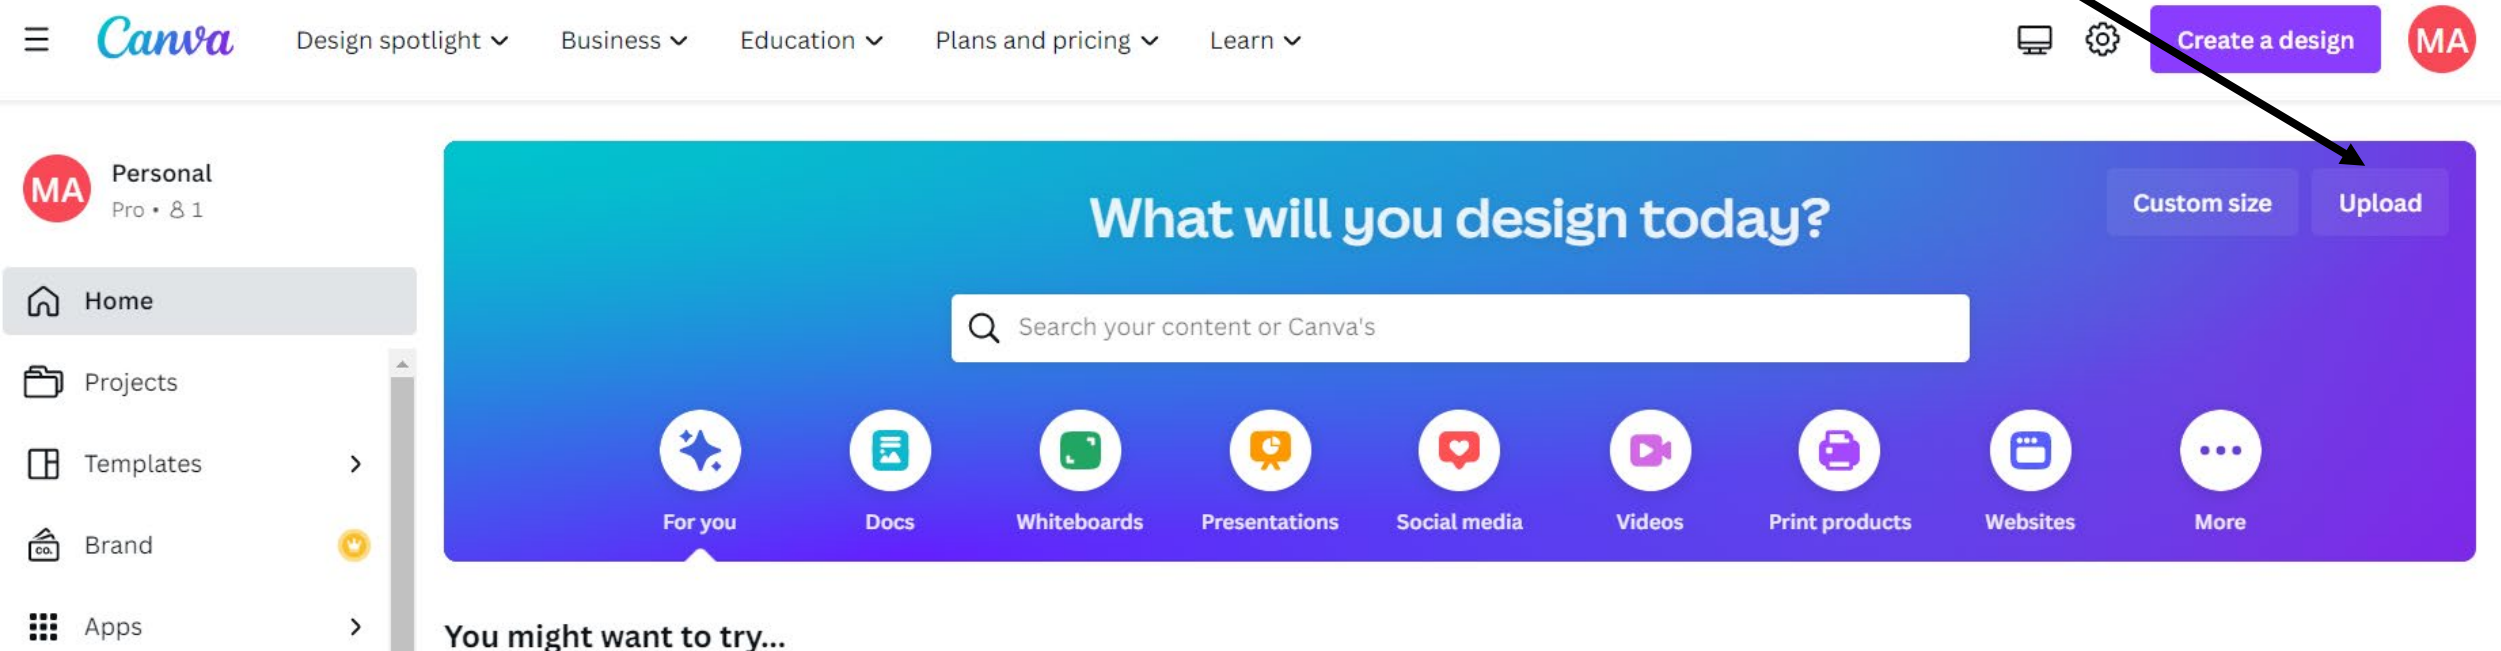 Canva
Design spotlight
Business
Education
Plans and pricing
Learn
Create a design
MA
MA
Personal
Pro • 1
Home
Projects
Templates
co.
Brand
Apps
What will you design today?
Custom size
Upload
Search your content or Canva's
For you
Docs
Whiteboards
Presentations
Social media
Videos
Print products
Websites
More
You might want to try...